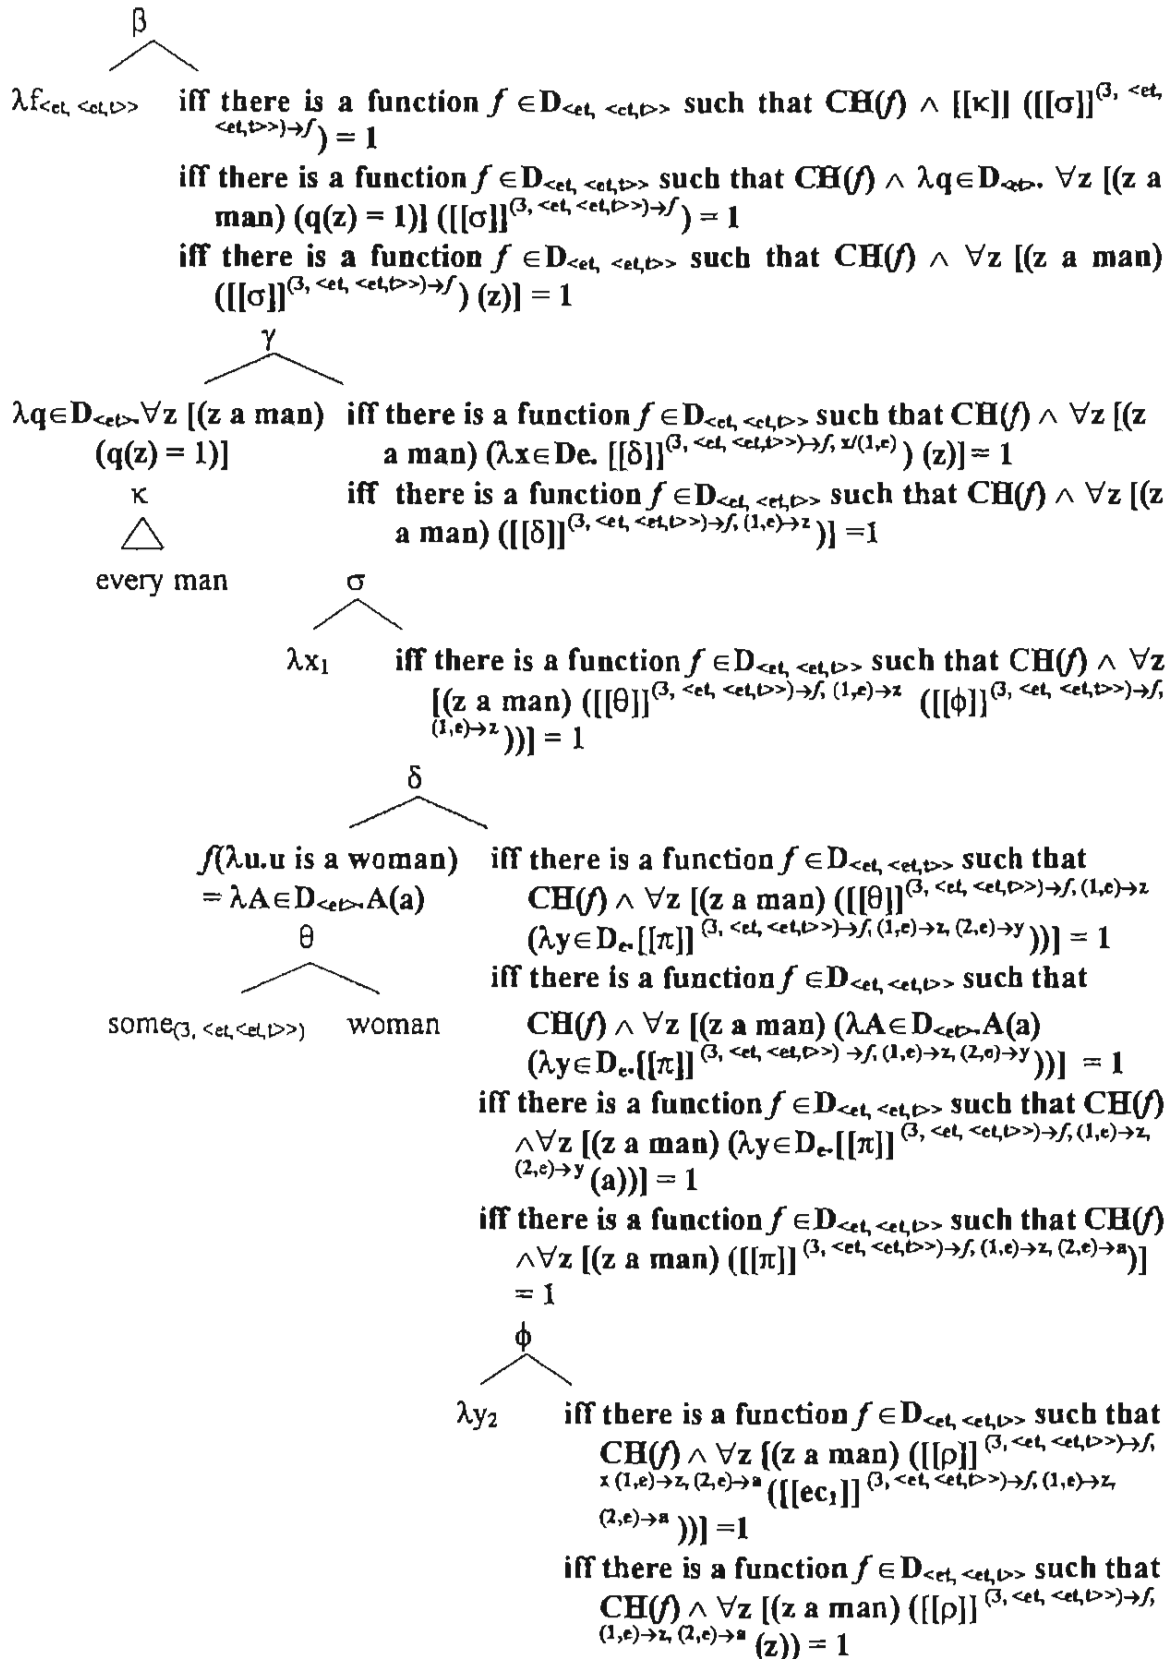 β
λf<et, <et,t>> iff there is a function f ∈D<et, <et,t>> such that CH(f) ∧ [[κ]] ([[σ]](3, <et,
<et,t>>)→f) = 1
iff there is a function f ∈D<et, <et,t>> such that CH(f) ∧ λq∈D<et>. ∀z [(z a
man) (q(z) = 1)] ([[σ]](3, <et, <et,t>>)→f) = 1
iff there is a function f ∈D<et, <et,t>> such that CH(f) ∧ ∀z [(z a man)
([[σ]](3, <et, <et,t>>)→f) (z)] = 1
γ
λq∈D<et>.∀z [(z a man) iff there is a function f ∈D<et, <et,t>> such that CH(f) ∧ ∀z [(z
(q(z) = 1)] a man) (λx∈De. [[δ]](3, <et, <et,t>>)→f, x/(1,e)) (z)] = 1
κ iff there is a function f ∈D<et, <et,t>> such that CH(f) ∧ ∀z [(z
a man) ([[δ]](3, <et, <et,t>>)→f, (1,e)→z)] =1
every man σ
λx1 iff there is a function f ∈D<et, <et,t>> such that CH(f) ∧ ∀z
[(z a man) ([[θ]](3, <et, <et,t>>)→f, (1,e)→z ([[ϕ]](3, <et, <et,t>>)→f,
(1,e)→z))] = 1
δ
f(λu.u is a woman) iff there is a function f ∈D<et, <et,t>> such that
= λA∈D<et>.A(a) CH(f) ∧ ∀z [(z a man) ([[θ]](3, <et, <et,t>>)→f, (1,e)→z
θ (λy∈De.[[π]] (3, <et, <et,t>>)→f, (1,e)→z, (2,e)→y))] = 1
iff there is a function f ∈D<et, <et,t>> such that
some(3, <et,<et,t>>) woman CH(f) ∧ ∀z [(z a man) (λA∈D<et>.A(a)
(λy∈De.[[π]] (3, <et, <et,t>>) →f, (1,e)→z, (2,e)→y))] = 1
iff there is a function f ∈D<et, <et,t>> such that CH(f)
∧∀z [(z a man) (λy∈De.[[π]] (3, <et, <et,t>>)→f, (1,e)→z,
(2,e)→y (a))] = 1
iff there is a function f ∈D<et, <et,t>> such that CH(f)
∧∀z [(z a man) ([[π]] (3, <et, <et,t>>)→f, (1,e)→z, (2,e)→a)]
= 1
ϕ
λy2 iff there is a function f ∈D<et, <et,t>> such that
CH(f) ∧ ∀z [(z a man) ([[ρ]] (3, <et, <et,t>>)→f,
x (1,e)→z, (2,e)→a ([[ec1]] (3, <et, <et,t>>)→f, (1,e)→z,
(2,e)→a ))] =1
iff there is a function f ∈D<et, <et,t>> such that
CH(f) ∧ ∀z [(z a man) ([[ρ]] (3, <et, <et,t>>)→f,
(1,e)→z, (2,e)→a (z)) = 1